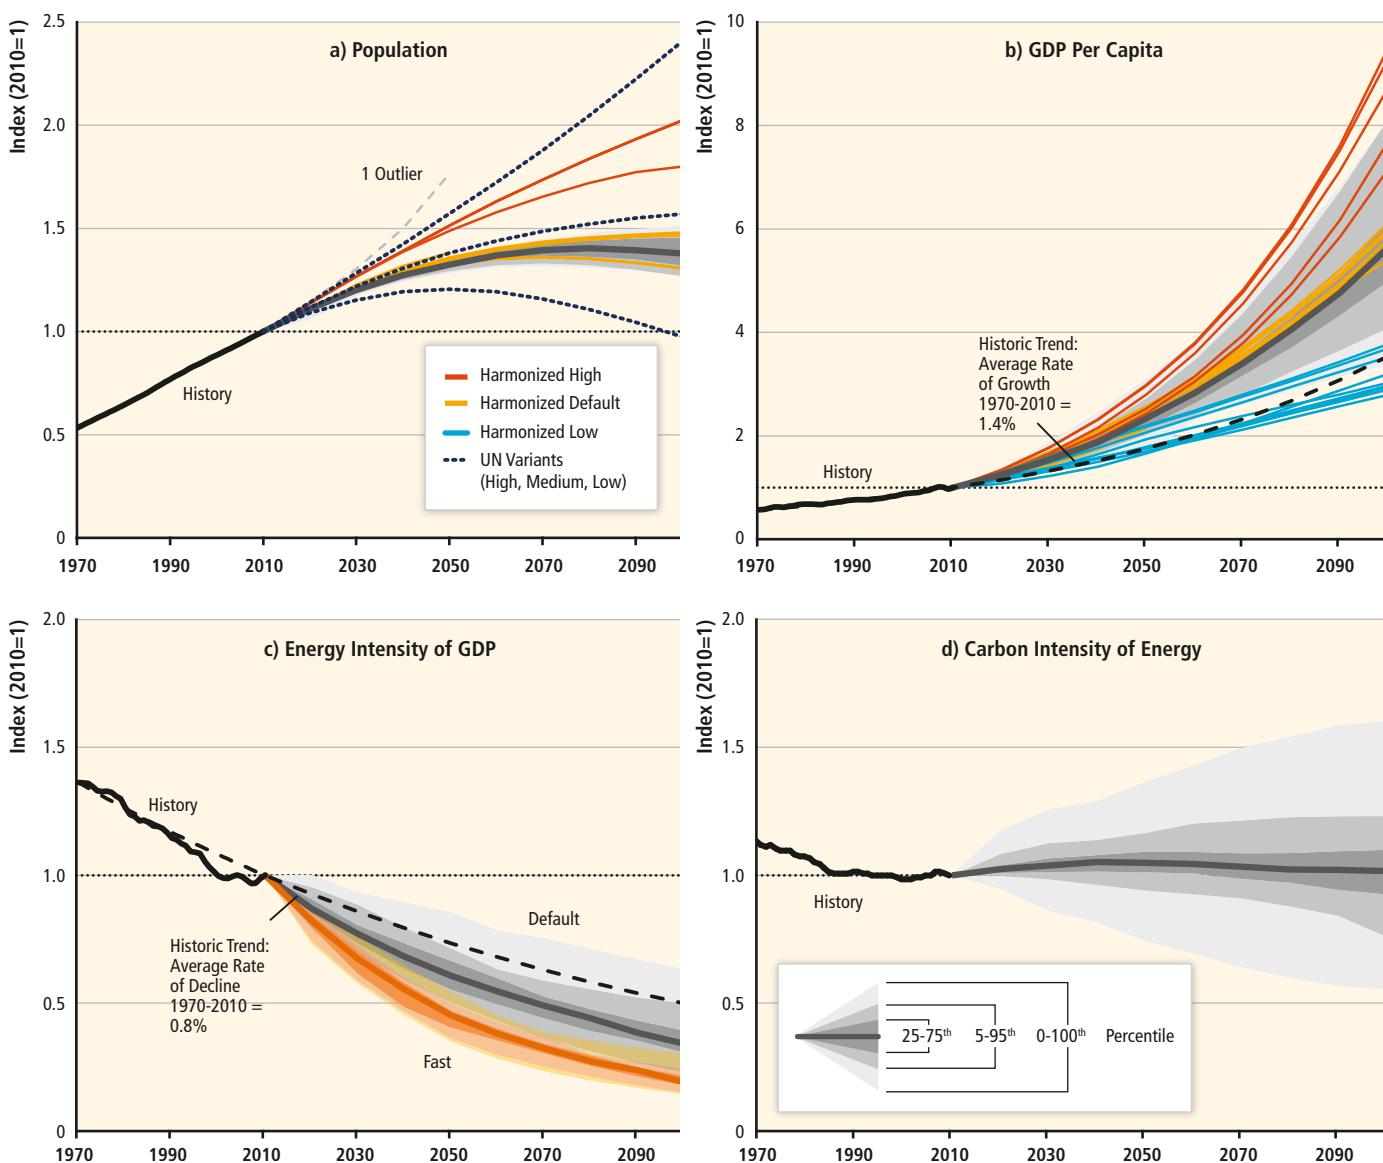 a) Population
Index (2010=1)
2.5
2.0
1.5
1.0
0.5
0
1 Outlier
History
Harmonized High
Harmonized Default
Harmonized Low
UN Variants
(High, Medium, Low)
1970 1990 2010 2030 2050 2070 2090
b) GDP Per Capita
Index (2010=1)
10
8
6
4
2
0
Historic Trend:
Average Rate
of Growth
1970-2010 =
1.4%
History
1970 1990 2010 2030 2050 2070 2090
c) Energy Intensity of GDP
Index (2010=1)
2.0
1.5
1.0
0.5
0
History
Default
Historic Trend:
Average Rate
of Decline
1970-2010 =
0.8%
Fast
1970 1990 2010 2030 2050 2070 2090
d) Carbon Intensity of Energy
Index (2010=1)
2.0
1.5
1.0
0.5
0
History
25-75th 5-95th 0-100th Percentile
1970 1990 2010 2030 2050 2070 2090